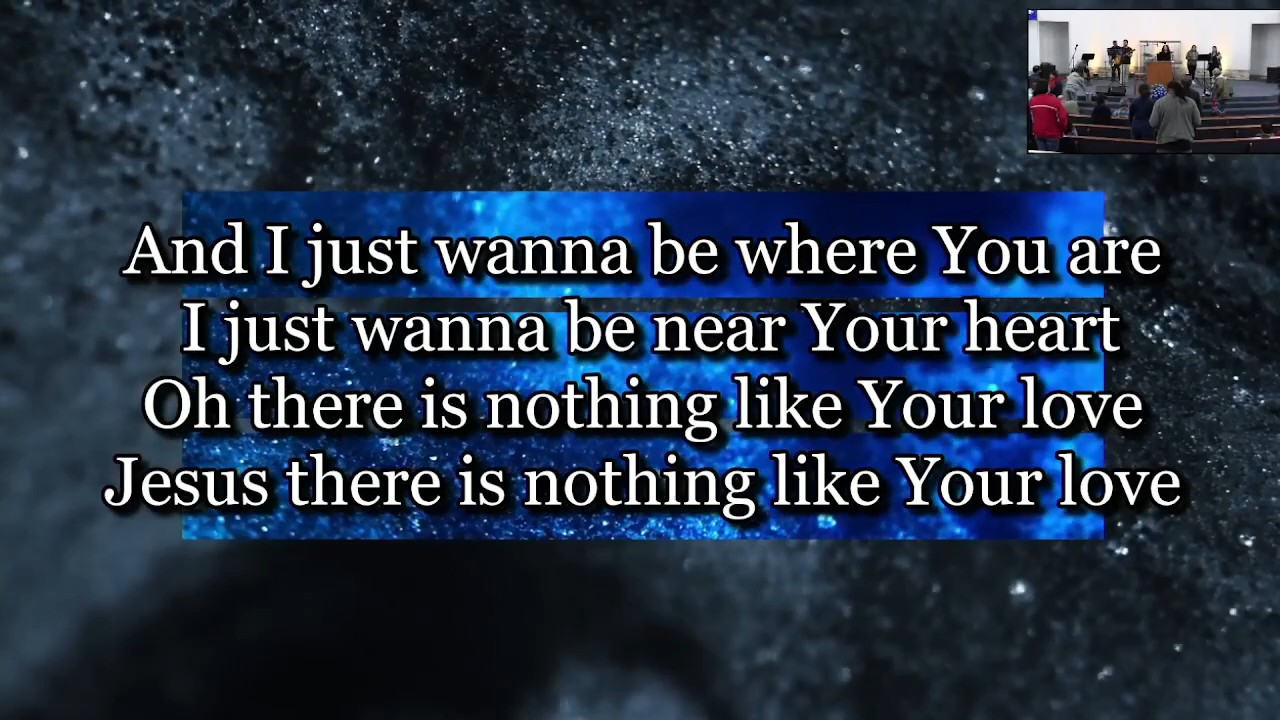 And I just wanna be where You are
I just wanna be near Your heart
Oh there is nothing like Your love
Jesus there is nothing like Your love